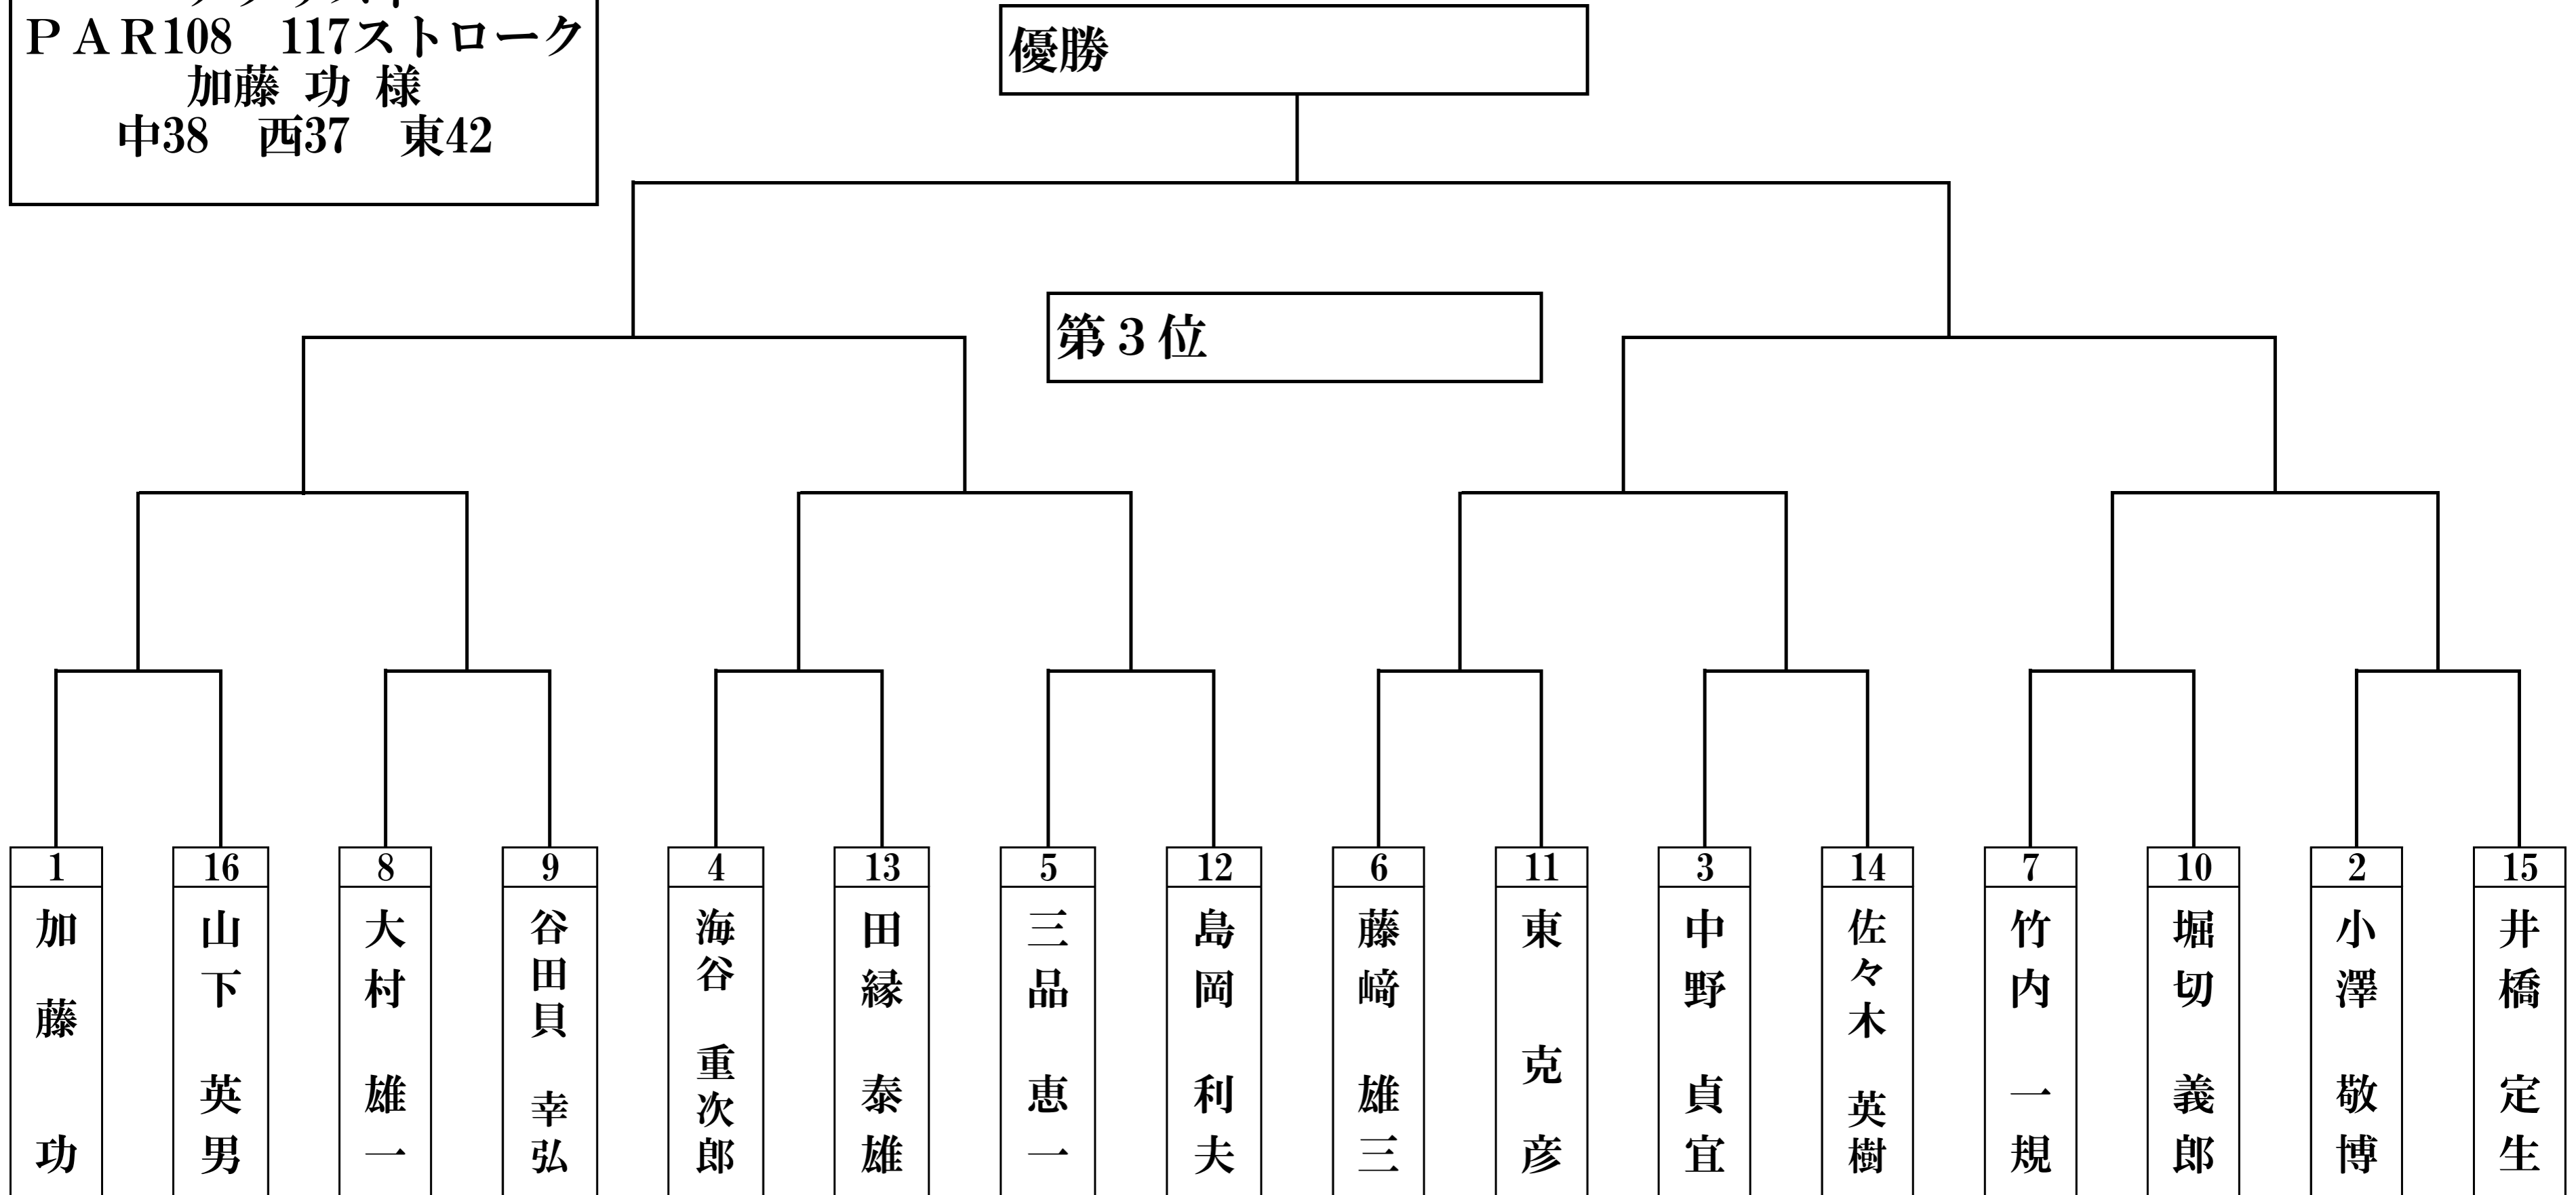 ＰＡＲ108　117ストローク
加藤 功 様
中38　西37　東42
優勝
第３位
1
16
8
9
4
13
5
12
6
11
3
14
7
10
2
15
加藤　功
山下　英男
大村　雄一
谷田貝　幸弘
海谷　重次郎
田縁　泰雄
三品　恵一
島岡　利夫
藤﨑　雄三
東　克彦
中野　貞宜
佐々木　英樹
竹内　一規
堀切　義郎
小澤　敬博
井橋　定生